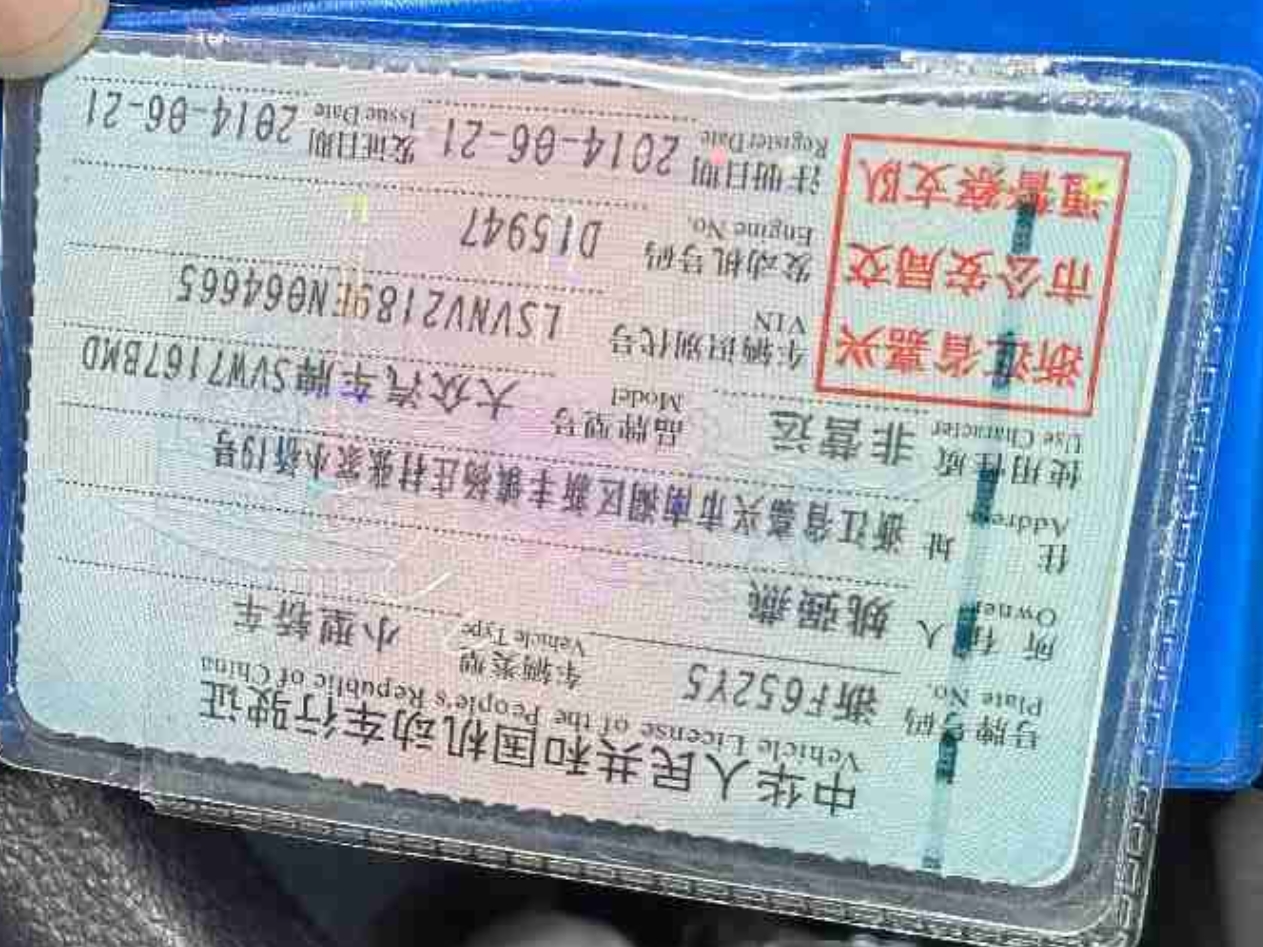 中华人民共和国机动车行驶证
Vehicle License of the People's Republic of China
号牌号码 浙F652Y5 车辆类型 小型轿车
Plate No. Vehicle Type
所有人 姚强燕
Owner
住址 浙江省嘉兴市南湖区新丰镇杨庄村张家小桥19号
Address
使用性质 非营运 品牌型号 大众汽车牌SVW7167BMD
Use Character Model
浙江省嘉兴
市公安局交
通警察支队
车辆识别代号 LSVNV2189EN064665
VIN
发动机号码 D15947
Engine No.
注册日期 2014-06-21 发证日期 2014-06-21
Register Date Issue Date